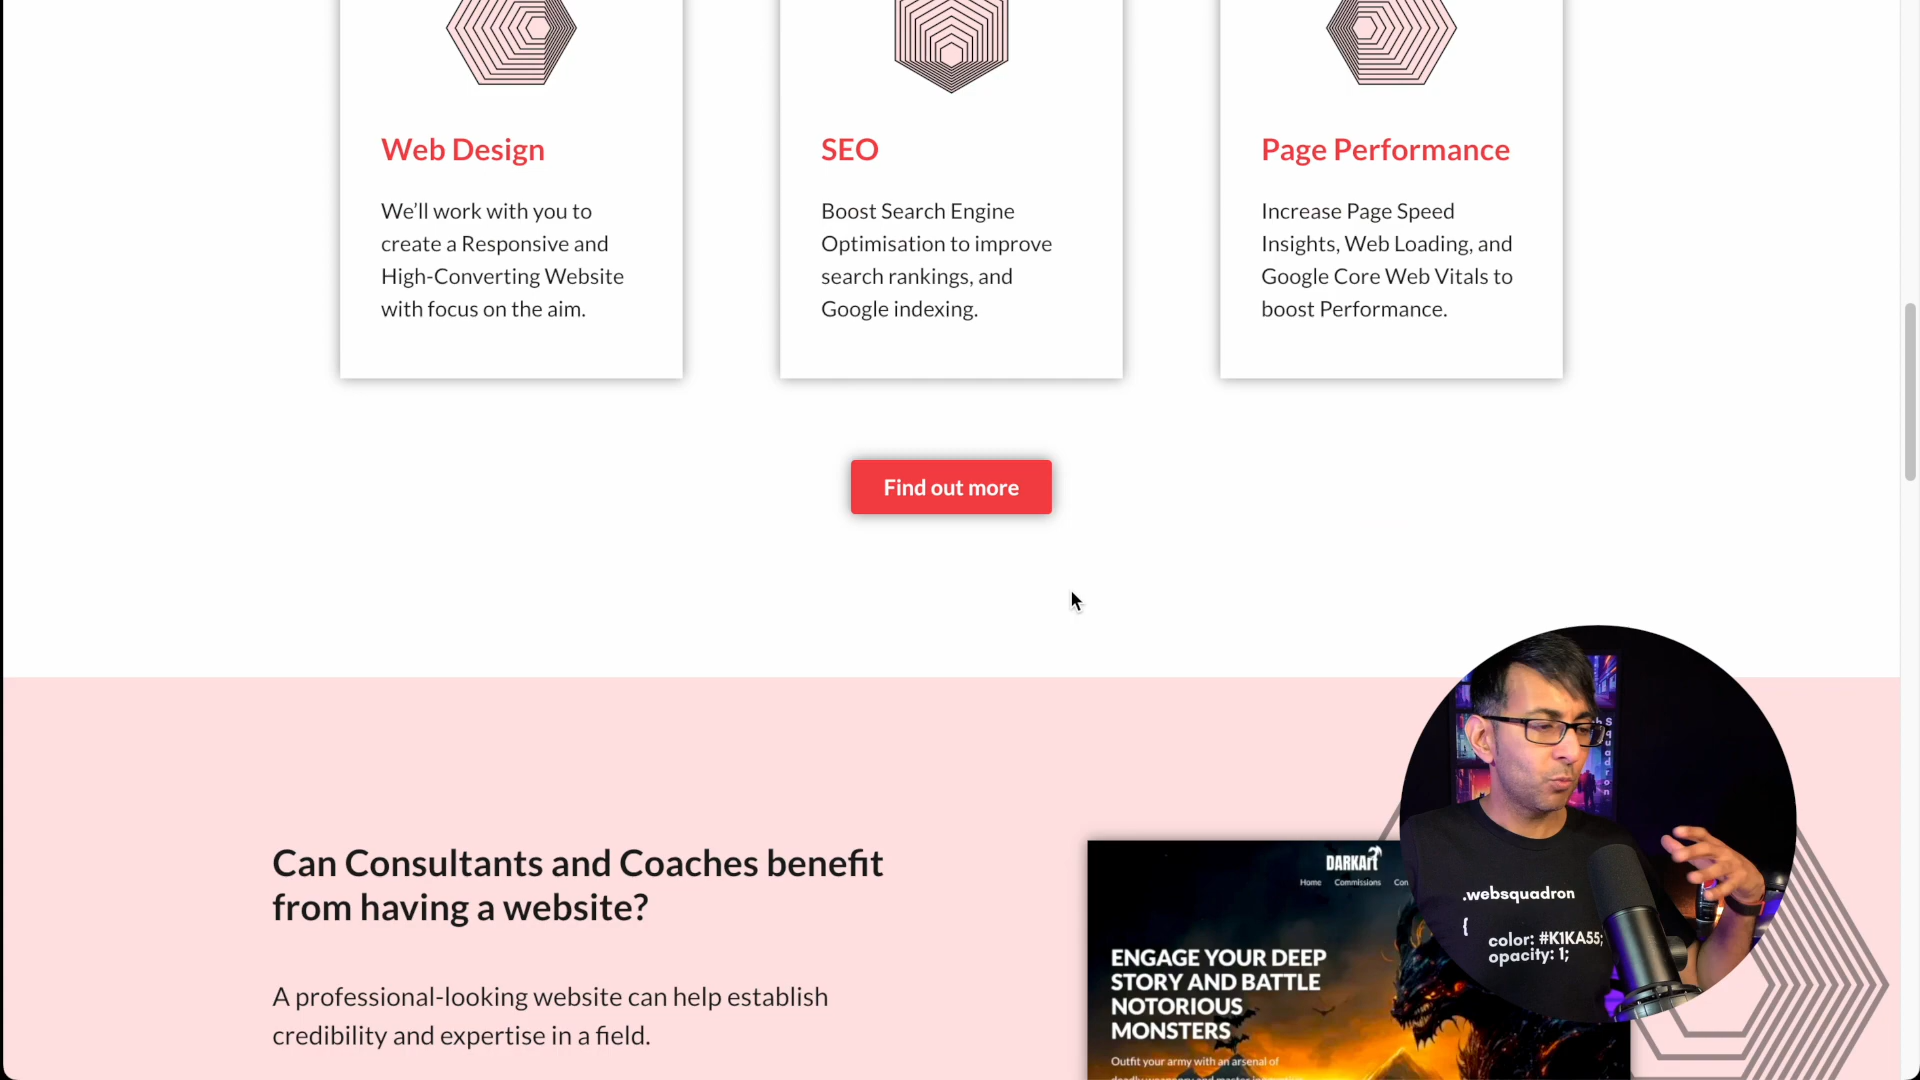 Web Design
We’ll work with you to
create a Responsive and
High-Converting Website
with focus on the aim.
SEO
Boost Search Engine
Optimisation to improve
search rankings, and
Google indexing.
Page Performance
Increase Page Speed
Insights, Web Loading, and
Google Core Web Vitals to
boost Performance.
Find out more
Can Consultants and Coaches benefit
from having a website?
A professional-looking website can help establish
credibility and expertise in a field.
DARKArt
Home Commissions Con
ENGAGE YOUR DEEP
STORY AND BATTLE
NOTORIOUS
MONSTERS
Outfit your army with an arsenal of
Squadron
.websquadron
{
color: #K1KA55;
opacity: 1;